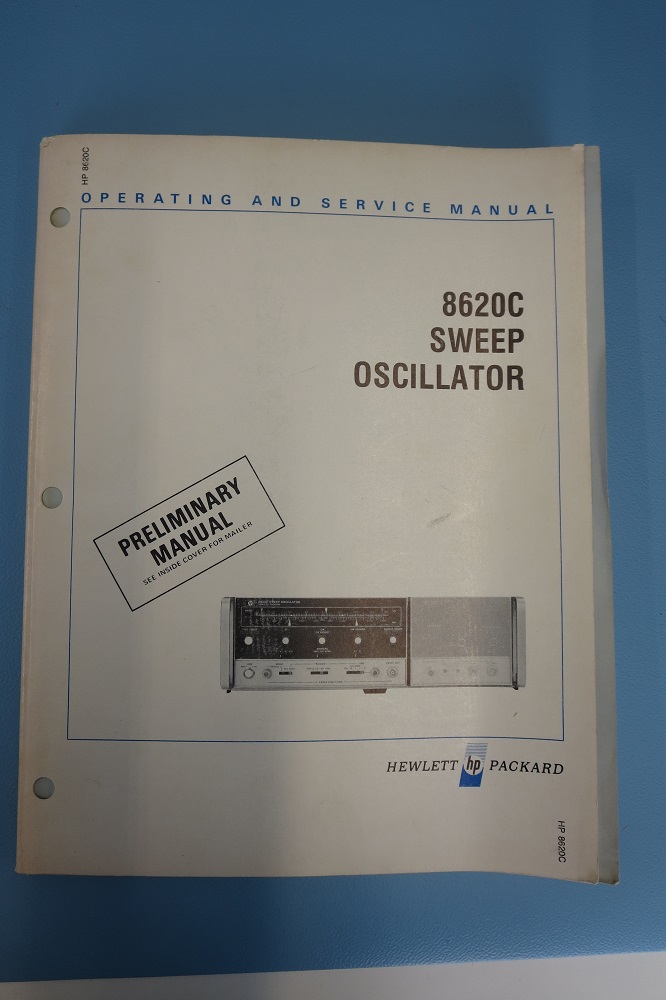 HP 8620C
OPERATING AND SERVICE MANUAL
8620C
SWEEP
OSCILLATOR
PRELIMINARY
MANUAL
SEE INSIDE COVER FOR MAILER
HEWLETT hp PACKARD
HP 8620C